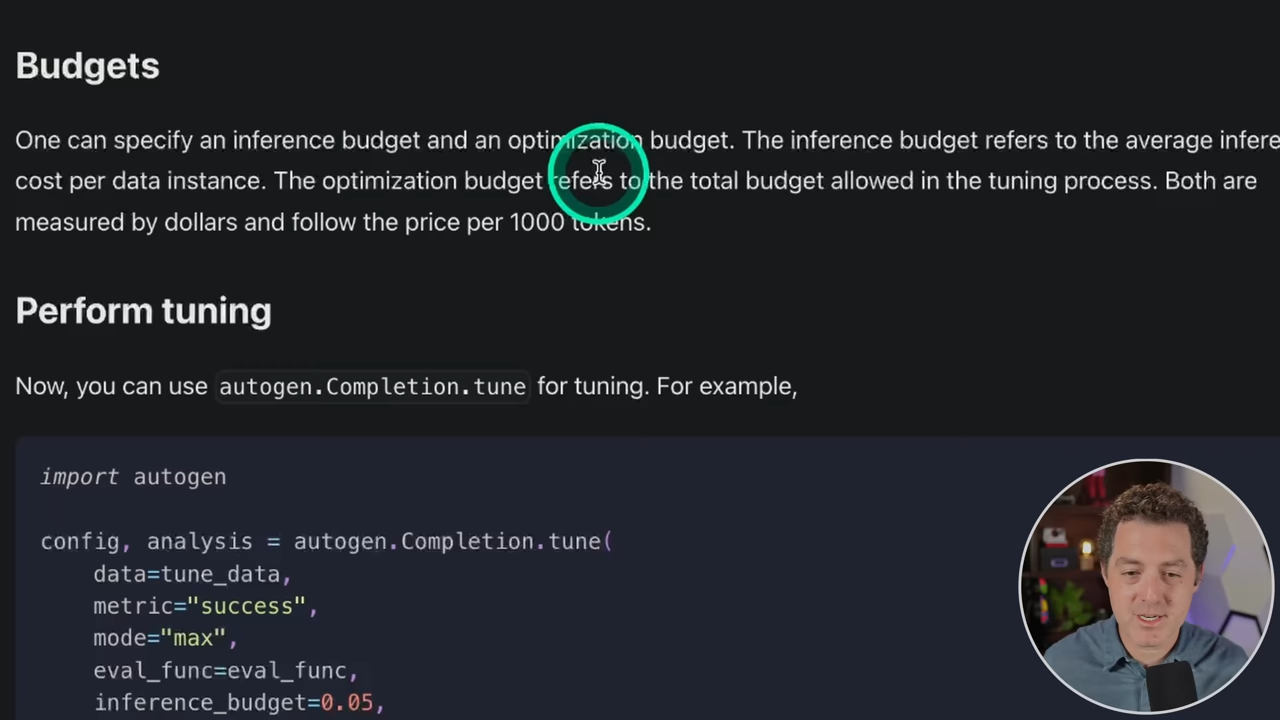 Budgets
One can specify an inference budget and an optimization budget. The inference budget refers to the average infere
cost per data instance. The optimization budget refers to the total budget allowed in the tuning process. Both are
measured by dollars and follow the price per 1000 tokens.
Perform tuning
Now, you can use autogen.Completion.tune for tuning. For example,
import autogen
config, analysis = autogen.Completion.tune(
    data=tune_data,
    metric="success",
    mode="max",
    eval_func=eval_func,
    inference_budget=0.05,